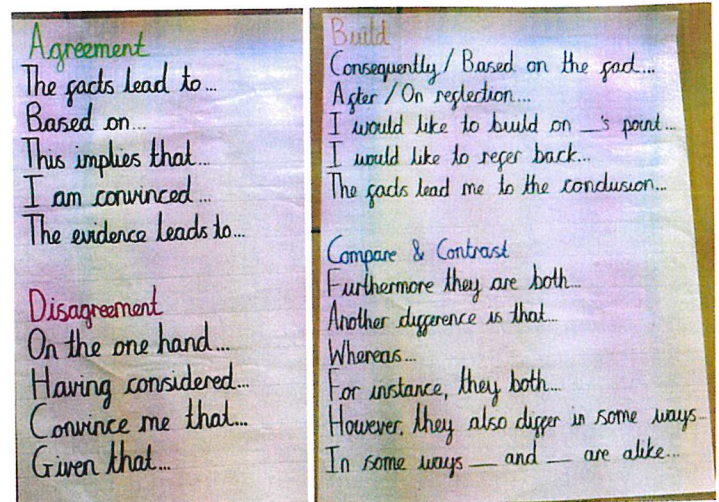 Agreement
The facts lead to...
Based on...
This implies that...
I am convinced...
The evidence leads to...
Disagreement
On the one hand...
Having considered...
Convince me that...
Given that...
Build
Consequently / Based on the fact...
After / On reflection...
I would like to build on __'s point...
I would like to refer back...
The facts lead me to the conclusion...
Compare & Contrast
Furthermore they are both...
Another difference is that...
Whereas...
For instance, they both...
However, they also differ in some ways...
In some ways __ and __ are alike...